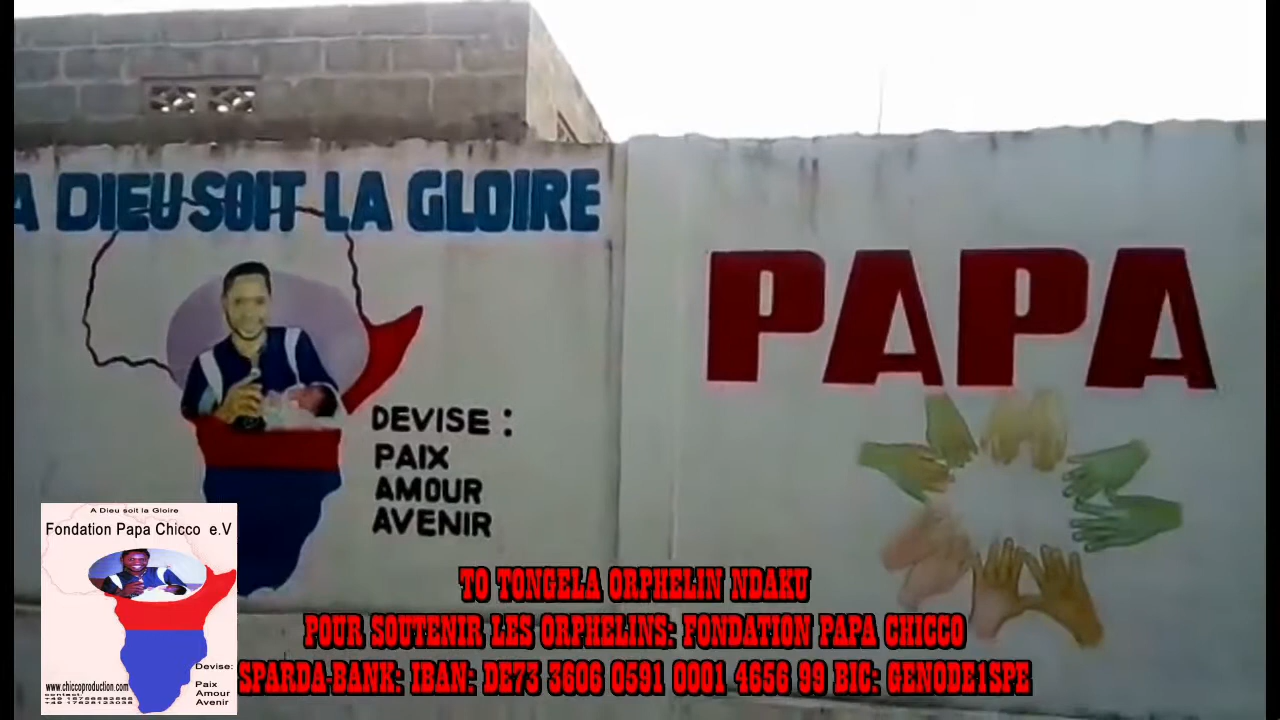 A DIEU SOIT LA GLOIRE
PAPA
DEVISE :
PAIX
AMOUR
AVENIR
A Dieu soit la Gloire
Fondation Papa Chicco e.V
Devise:
Paix
Amour
Avenir
www.chiccoproduction.com
contact:
TO TONGELA ORPHELIN NDAKU
POUR SOUTENIR LES ORPHELINS: FONDATION PAPA CHICCO
SPARDA-BANK: IBAN: DE73 3606 0591 0001 4656 99 BIC: GENODE1SPE